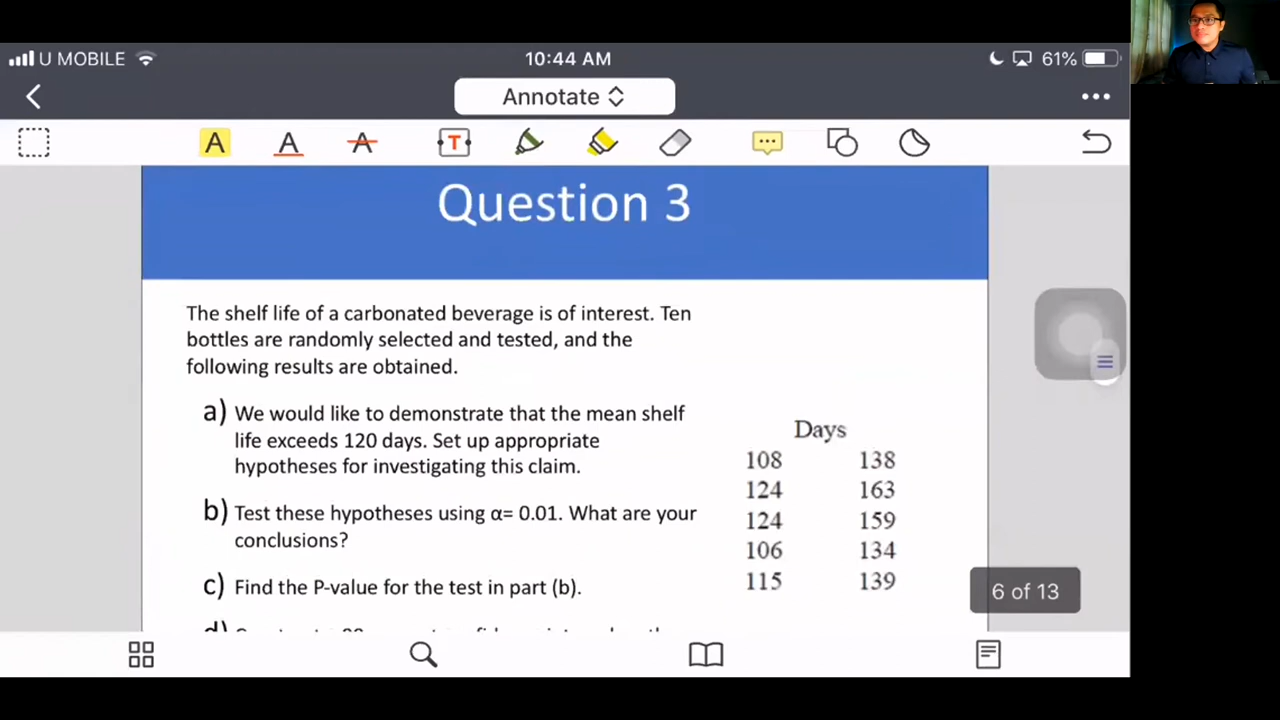 U MOBILE
10:44 AM
61%
Annotate
A A A T
Question 3
The shelf life of a carbonated beverage is of interest. Ten
bottles are randomly selected and tested, and the
following results are obtained.
a) We would like to demonstrate that the mean shelf
life exceeds 120 days. Set up appropriate
hypotheses for investigating this claim.
b) Test these hypotheses using α= 0.01. What are your
conclusions?
c) Find the P-value for the test in part (b).
Days
108 138
124 163
124 159
106 134
115 139
6 of 13